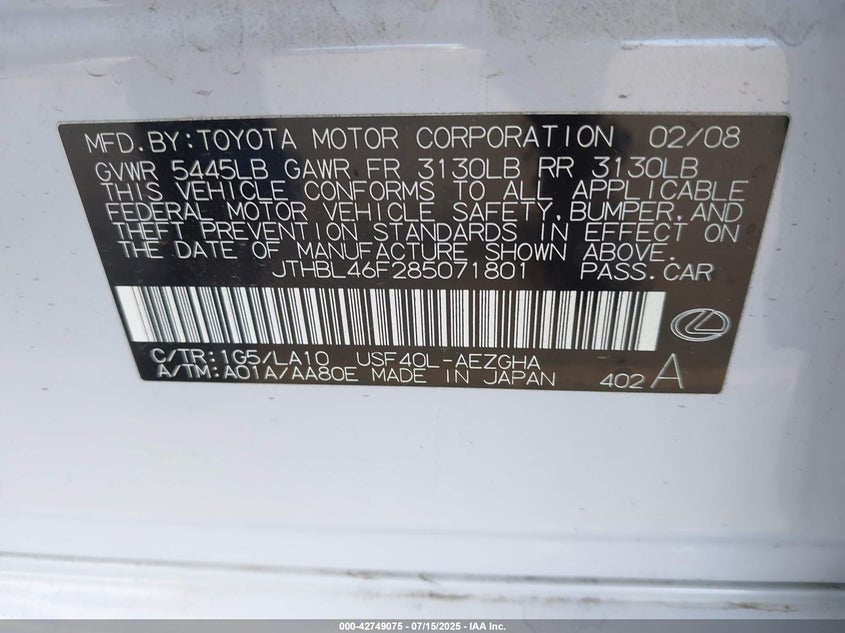 MFD.BY:TOYOTA MOTOR CORPORATION 02/08
GVWR 5445LB GAWR FR 3130LB RR 3130LB
THIS VEHICLE CONFORMS TO ALL APPLICABLE
FEDERAL MOTOR VEHICLE SAFETY,BUMPER,AND
THEFT PREVENTION STANDARDS IN EFFECT ON
THE DATE OF MANUFACTURE SHOWN ABOVE.
JTHBL46F285071801 PASS.CAR
C/TR:1G5/LA10 USF40L-AEZGHA
A/TM:A01A/AA80E MADE IN JAPAN 402A
000-42749075 - 07/15/2025 - IAA Inc.